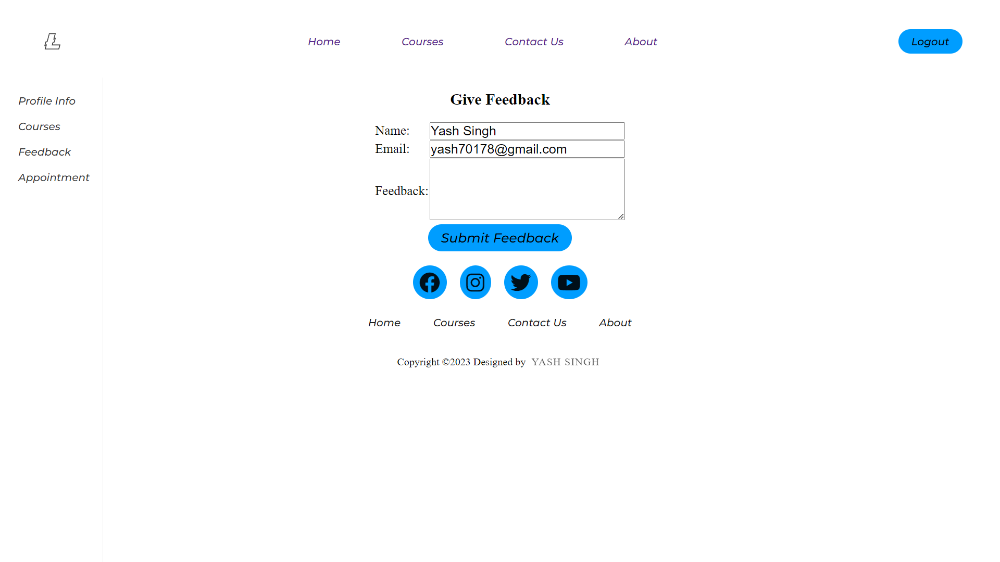 Home Courses Contact Us About Logout
Profile Info
Courses
Feedback
Appointment
Give Feedback
Name: Yash Singh
Email: yash70178@gmail.com
Feedback:
Submit Feedback
Home Courses Contact Us About
Copyright ©2023 Designed by YASH SINGH